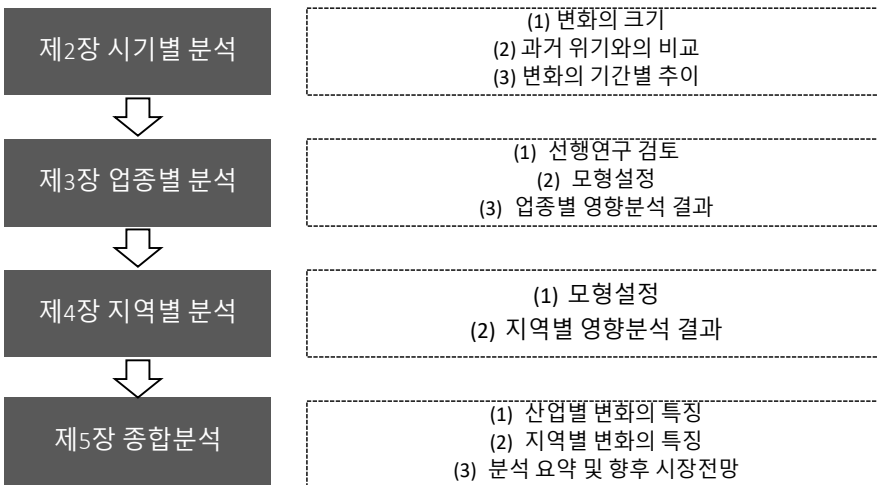 제2장 시기별 분석
(1) 변화의 크기
(2) 과거 위기와의 비교
(3) 변화의 기간별 추이
제3장 업종별 분석
(1) 선행연구 검토
(2) 모형설정
(3) 업종별 영향분석 결과
제4장 지역별 분석
(1) 모형설정
(2) 지역별 영향분석 결과
제5장 종합분석
(1) 산업별 변화의 특징
(2) 지역별 변화의 특징
(3) 분석 요약 및 향후 시장전망